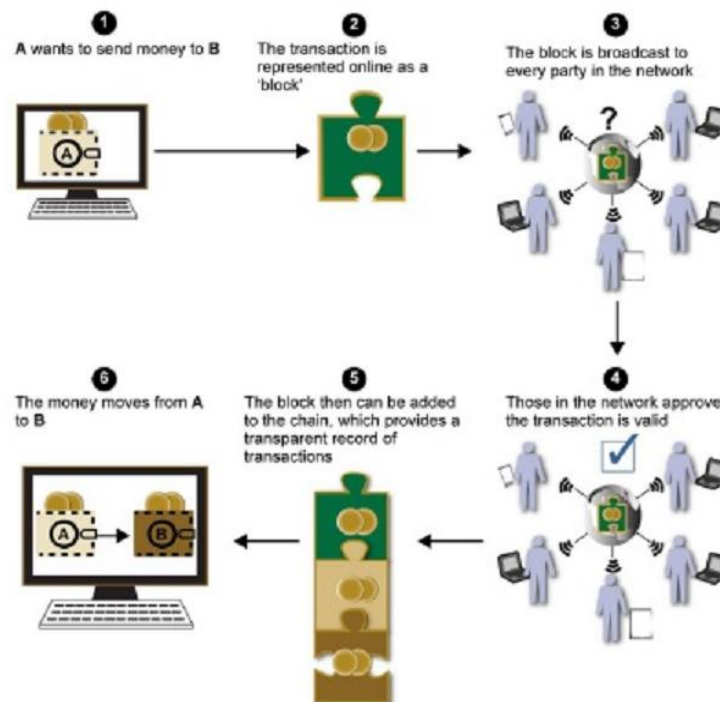 1
A wants to send money to B
2
The transaction is
represented online as a
'block'
3
The block is broadcast to
every party in the network
?
A
6
The money moves from A
to B
5
The block then can be added
to the chain, which provides a
transparent record of
transactions
4
Those in the network approve
the transaction is valid
A
B